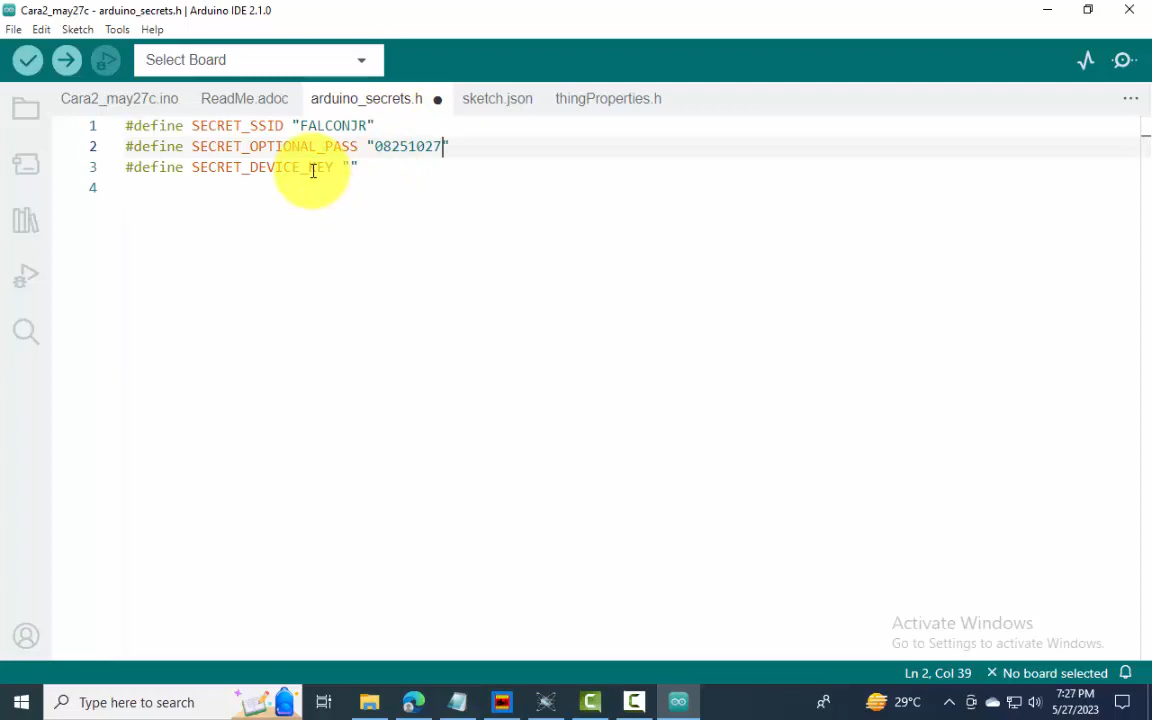 Cara2_may27c - arduino_secrets.h | Arduino IDE 2.1.0
File Edit Sketch Tools Help
Select Board
Cara2_may27c.ino ReadMe.adoc arduino_secrets.h sketch.json thingProperties.h
1 #define SECRET_SSID "FALCONJR"
2 #define SECRET_OPTIONAL_PASS "08251027"
3 #define SECRET_DEVICE_KEY ""
4
Activate Windows
Go to Settings to activate Windows.
Ln 2, Col 39 No board selected
Type here to search 29°C 7:27 PM
5/27/2023